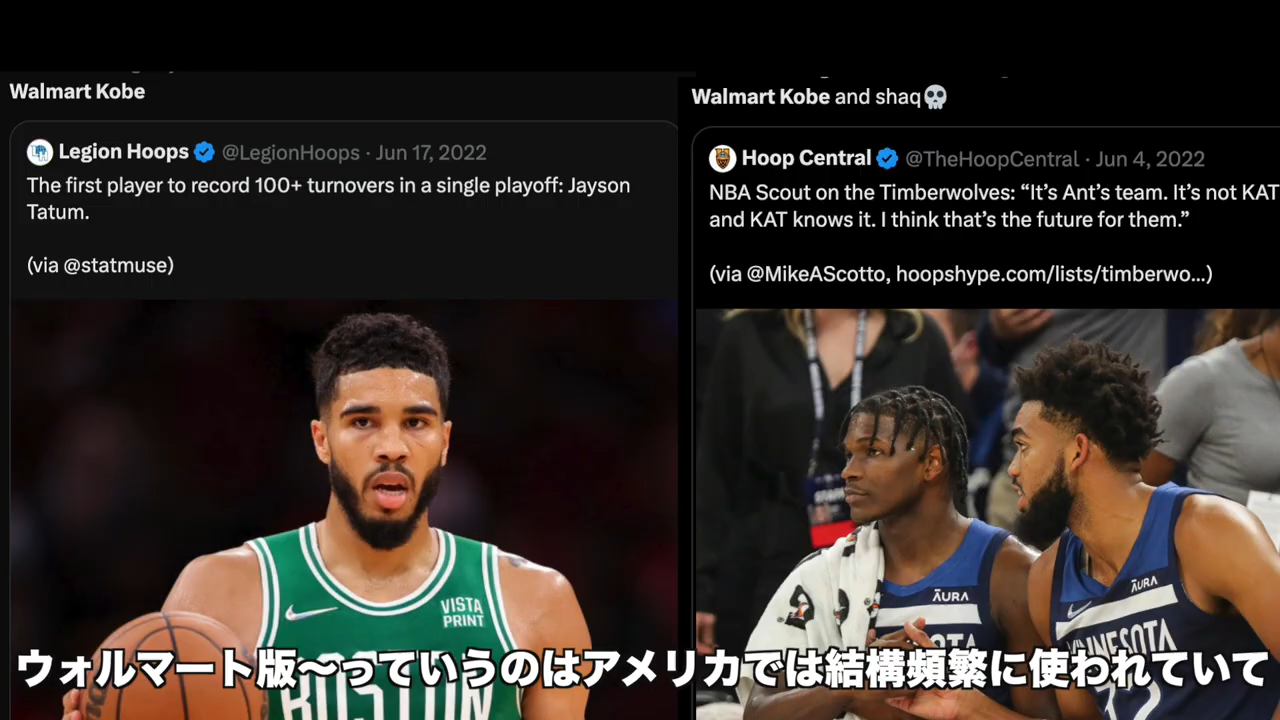 Walmart Kobe
Legion Hoops @LegionHoops · Jun 17, 2022
The first player to record 100+ turnovers in a single playoff: Jayson
Tatum.
(via @statmuse)
VISTA
PRINT
BOSTON
Walmart Kobe and shaq💀
Hoop Central @TheHoopCentral · Jun 4, 2022
NBA Scout on the Timberwolves: “It’s Ant’s team. It’s not KAT
and KAT knows it. I think that’s the future for them.”
(via @MikeAScotto, hoopshype.com/lists/timberwo...)
AURA
AURA
MINNESOTA
32
ウォルマート版〜っていうのはアメリカでは結構頻繁に使われていて